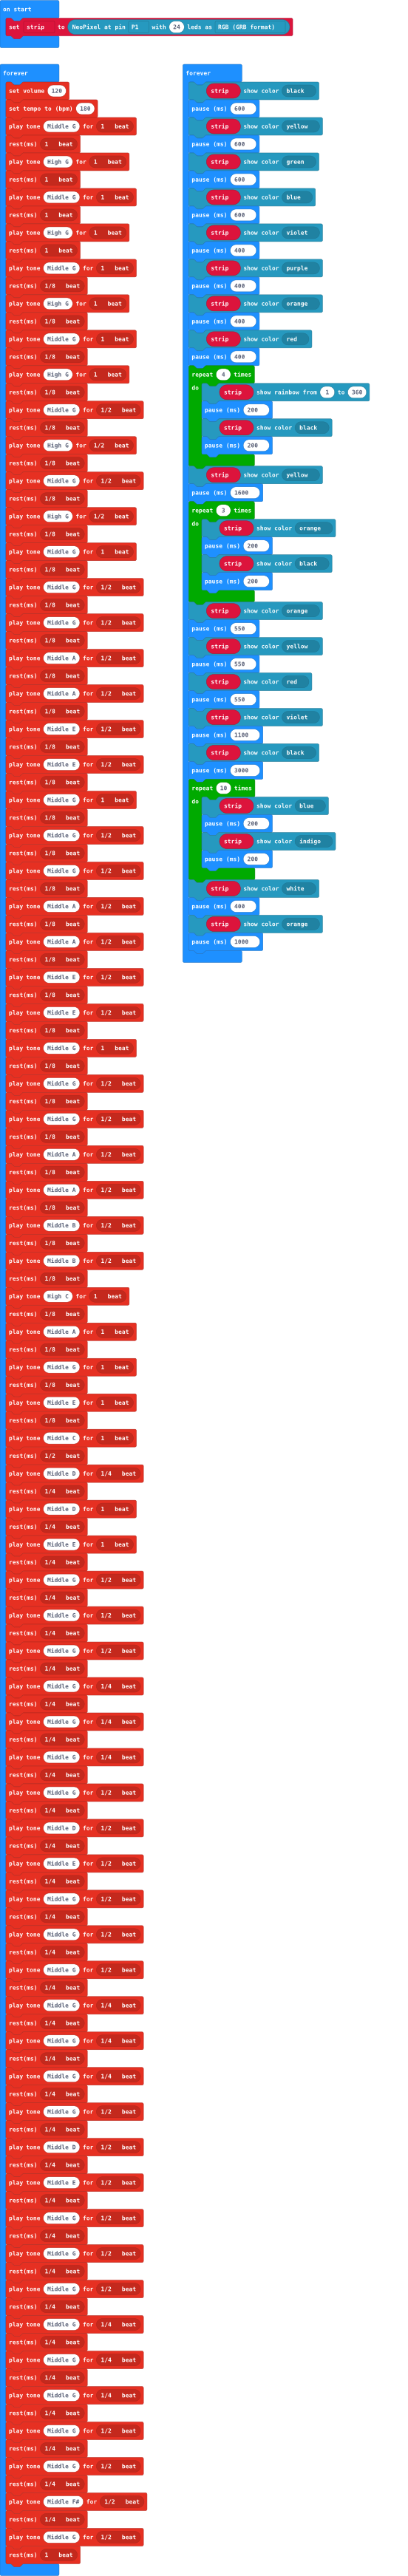 on start
set strip to NeoPixel at pin P1 with 24 leds as RGB (GRB format)
forever
set volume 120
set tempo to (bpm) 180
play tone Middle G for 1 beat
rest(ms) 1 beat
play tone High G for 1 beat
rest(ms) 1 beat
play tone Middle G for 1 beat
rest(ms) 1 beat
play tone High G for 1 beat
rest(ms) 1 beat
play tone Middle G for 1 beat
rest(ms) 1/8 beat
play tone High G for 1 beat
rest(ms) 1/8 beat
play tone Middle G for 1 beat
rest(ms) 1/8 beat
play tone High G for 1 beat
rest(ms) 1/8 beat
play tone Middle G for 1/2 beat
rest(ms) 1/8 beat
play tone High G for 1/2 beat
rest(ms) 1/8 beat
play tone Middle G for 1/2 beat
rest(ms) 1/8 beat
play tone High G for 1/2 beat
rest(ms) 1/8 beat
play tone Middle G for 1 beat
rest(ms) 1/8 beat
play tone Middle G for 1/2 beat
rest(ms) 1/8 beat
play tone Middle G for 1/2 beat
rest(ms) 1/8 beat
play tone Middle A for 1/2 beat
rest(ms) 1/8 beat
play tone Middle A for 1/2 beat
rest(ms) 1/8 beat
play tone Middle E for 1/2 beat
rest(ms) 1/8 beat
play tone Middle E for 1/2 beat
rest(ms) 1/8 beat
play tone Middle G for 1 beat
rest(ms) 1/8 beat
play tone Middle G for 1/2 beat
rest(ms) 1/8 beat
play tone Middle G for 1/2 beat
rest(ms) 1/8 beat
play tone Middle A for 1/2 beat
rest(ms) 1/8 beat
play tone Middle A for 1/2 beat
rest(ms) 1/8 beat
play tone Middle E for 1/2 beat
rest(ms) 1/8 beat
play tone Middle E for 1/2 beat
rest(ms) 1/8 beat
play tone Middle G for 1 beat
rest(ms) 1/8 beat
play tone Middle G for 1/2 beat
rest(ms) 1/8 beat
play tone Middle G for 1/2 beat
rest(ms) 1/8 beat
play tone Middle A for 1/2 beat
rest(ms) 1/8 beat
play tone Middle A for 1/2 beat
rest(ms) 1/8 beat
play tone Middle B for 1/2 beat
rest(ms) 1/8 beat
play tone Middle B for 1/2 beat
rest(ms) 1/8 beat
play tone High C for 1 beat
rest(ms) 1/8 beat
play tone Middle A for 1 beat
rest(ms) 1/8 beat
play tone Middle G for 1 beat
rest(ms) 1/8 beat
play tone Middle E for 1 beat
rest(ms) 1/8 beat
play tone Middle C for 1 beat
rest(ms) 1/2 beat
play tone Middle D for 1/4 beat
rest(ms) 1/4 beat
play tone Middle D for 1 beat
rest(ms) 1/4 beat
play tone Middle E for 1 beat
rest(ms) 1/4 beat
play tone Middle G for 1/2 beat
rest(ms) 1/4 beat
play tone Middle G for 1/2 beat
rest(ms) 1/4 beat
play tone Middle G for 1/2 beat
rest(ms) 1/4 beat
play tone Middle G for 1/4 beat
rest(ms) 1/4 beat
play tone Middle G for 1/4 beat
rest(ms) 1/4 beat
play tone Middle G for 1/4 beat
rest(ms) 1/4 beat
play tone Middle G for 1/2 beat
rest(ms) 1/4 beat
play tone Middle D for 1/2 beat
rest(ms) 1/4 beat
play tone Middle E for 1/2 beat
rest(ms) 1/4 beat
play tone Middle G for 1/2 beat
rest(ms) 1/4 beat
play tone Middle G for 1/2 beat
rest(ms) 1/4 beat
play tone Middle G for 1/2 beat
rest(ms) 1/4 beat
play tone Middle G for 1/4 beat
rest(ms) 1/4 beat
play tone Middle G for 1/4 beat
rest(ms) 1/4 beat
play tone Middle G for 1/4 beat
rest(ms) 1/4 beat
play tone Middle G for 1/2 beat
rest(ms) 1/4 beat
play tone Middle D for 1/2 beat
rest(ms) 1/4 beat
play tone Middle E for 1/2 beat
rest(ms) 1/4 beat
play tone Middle G for 1/2 beat
rest(ms) 1/4 beat
play tone Middle G for 1/2 beat
rest(ms) 1/4 beat
play tone Middle G for 1/2 beat
rest(ms) 1/4 beat
play tone Middle G for 1/4 beat
rest(ms) 1/4 beat
play tone Middle G for 1/4 beat
rest(ms) 1/4 beat
play tone Middle G for 1/4 beat
rest(ms) 1/4 beat
play tone Middle G for 1/2 beat
rest(ms) 1/4 beat
play tone Middle G for 1/2 beat
rest(ms) 1/4 beat
play tone Middle F# for 1/2 beat
rest(ms) 1/4 beat
play tone Middle G for 1/2 beat
rest(ms) 1 beat
forever
strip show color black
pause (ms) 600
strip show color yellow
pause (ms) 600
strip show color green
pause (ms) 600
strip show color blue
pause (ms) 600
strip show color violet
pause (ms) 400
strip show color purple
pause (ms) 400
strip show color orange
pause (ms) 400
strip show color red
pause (ms) 400
repeat 4 times
do strip show rainbow from 1 to 360
pause (ms) 200
strip show color black
pause (ms) 200
strip show color yellow
pause (ms) 1600
repeat 3 times
do strip show color orange
pause (ms) 200
strip show color black
pause (ms) 200
strip show color orange
pause (ms) 550
strip show color yellow
pause (ms) 550
strip show color red
pause (ms) 550
strip show color violet
pause (ms) 1100
strip show color black
pause (ms) 3000
repeat 10 times
do strip show color blue
pause (ms) 200
strip show color indigo
pause (ms) 200
strip show color white
pause (ms) 400
strip show color orange
pause (ms) 1000